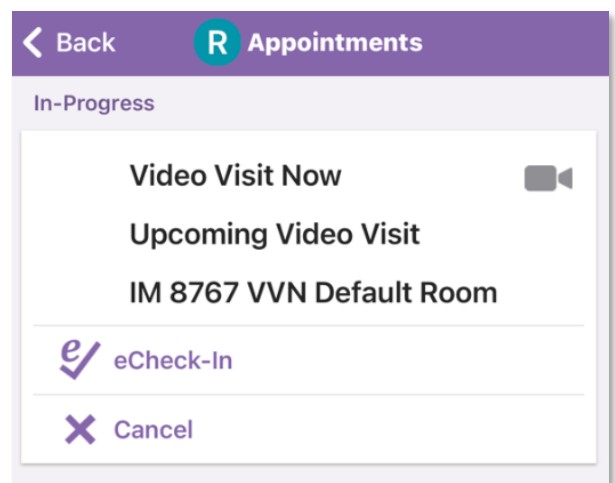 Back R Appointments
In-Progress
Video Visit Now
Upcoming Video Visit
IM 8767 VVN Default Room
e eCheck-In
Cancel